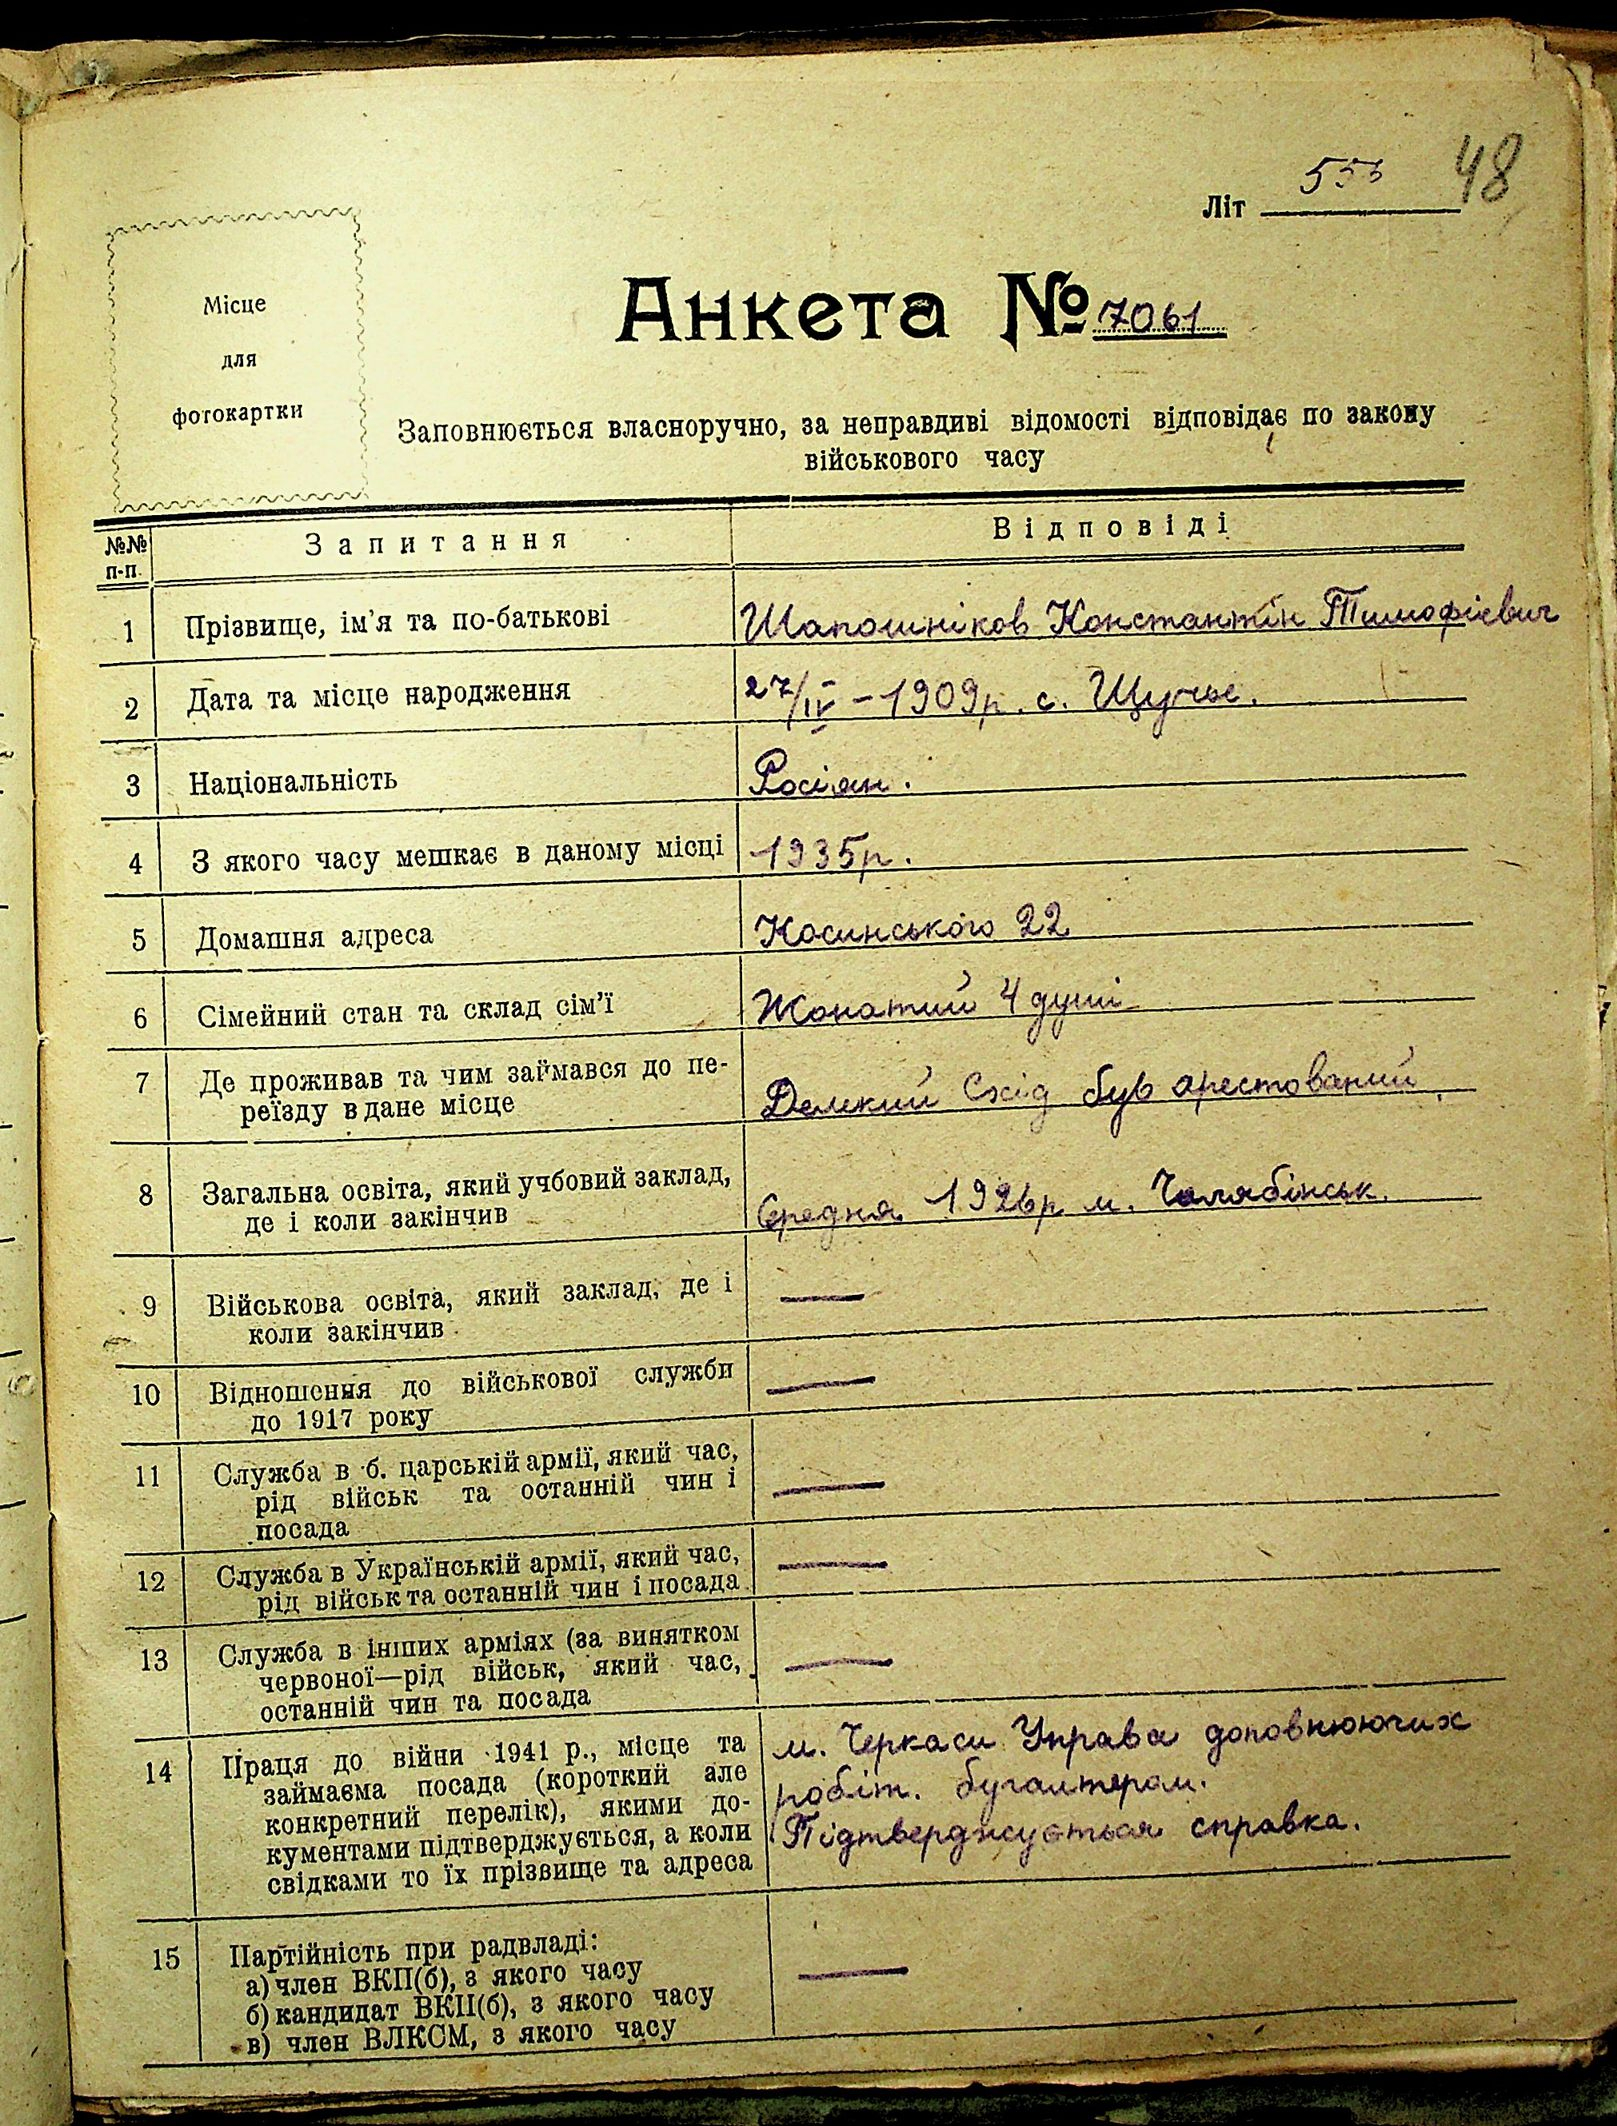 48
Літ 555
Місце
для
фотокартки
Анкета № 7061
Заповнюється власноручно, за неправдиві відомості відповідає по закону
військового часу
№№ п-п. Запитання Відповіді
1 Прізвище, ім'я та по-батькові Шапошніков Константін Тимофієвич
2 Дата та місце народження 27/IV – 1909р. с. Щучье.
3 Національність Росіян.
4 З якого часу мешкає в даному місці 1935р.
5 Домашня адреса Косинського 22
6 Сімейний стан та склад сім'ї Жонатий 4 душі
7 Де проживав та чим займався до пе-
реїзду в дане місце Делекий Схід був арестований.
8 Загальна освіта, який учбовий заклад,
де і коли закінчив Средня 1926р м. Челябінськ.
9 Військова освіта, який заклад, де і —
коли закінчив
10 Відношення до військової служби —
до 1917 року
11 Служба в б. царській армії, який час,
рід військ та останній чин і —
посада
12 Служба в Українській армії, який час, —
рід військ та останній чин і посада
13 Служба в інших арміях (за винятком
червоної—рід військ, який час, —
останній чин та посада
14 Праця до війни 1941 р., місце та м. Черкаси Управа доповнюючих
займаєма посада (короткий але робіт. бугалтером.
конкретний перелік), якими до- Підтверджується справка.
кументами підтверджується, а коли
свідками то їх прізвище та адреса
15 Партійність при радвладі:
а) член ВКП(б), з якого часу —
б) кандидат ВКП(б), з якого часу
в) член ВЛКСМ, з якого часу